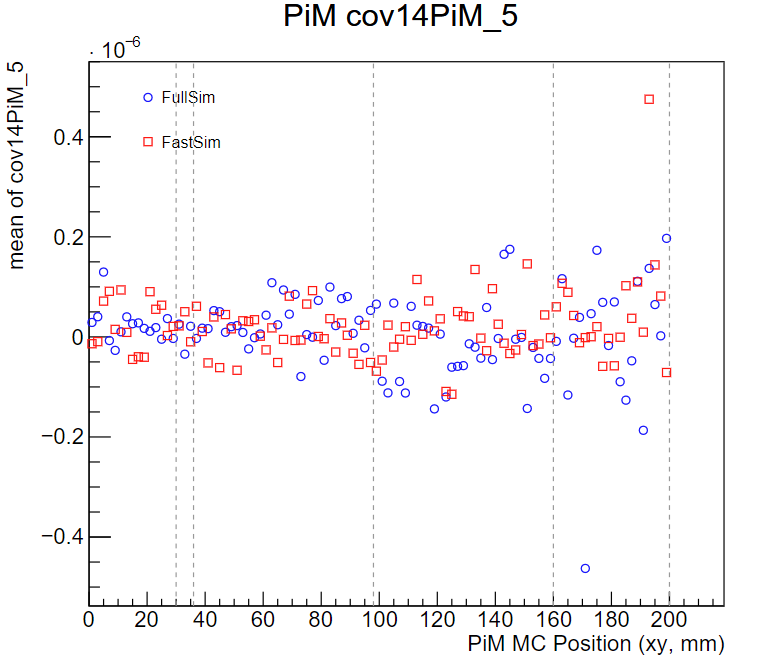 PiM cov14PiM_5
· 10⁻⁶
mean of cov14PiM_5
FullSim
FastSim
0.4
0.2
0
−0.2
−0.4
0 20 40 60 80 100 120 140 160 180 200
PiM MC Position (xy, mm)